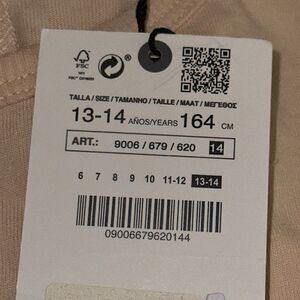 FSC
TALLA / SIZE / TAMANHO / TAILLE / MAAT / ΜΕΓΕΘΟΣ
13-14 AÑOS/YEARS 164 CM
ART.: 9006 / 679 / 620 14
6 7 8 9 10 11-12 13-14
09006679620144